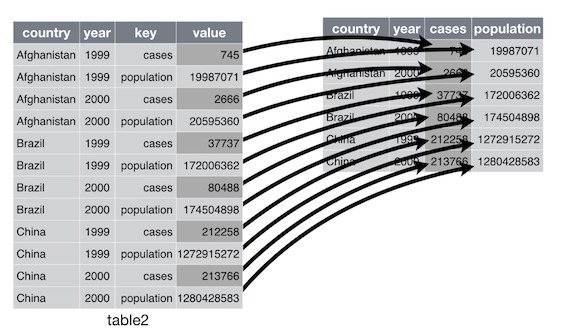 country year key value
Afghanistan 1999 cases 745
Afghanistan 1999 population 19987071
Afghanistan 2000 cases 2666
Afghanistan 2000 population 20595360
Brazil 1999 cases 37737
Brazil 1999 population 172006362
Brazil 2000 cases 80488
Brazil 2000 population 174504898
China 1999 cases 212258
China 1999 population 1272915272
China 2000 cases 213766
China 2000 population 1280428583
table2
country year cases population
Afghanistan 1999 745 19987071
Afghanistan 2000 2666 20595360
Brazil 1999 37737 172006362
Brazil 2000 80488 174504898
China 1999 212258 1272915272
China 2000 213766 1280428583